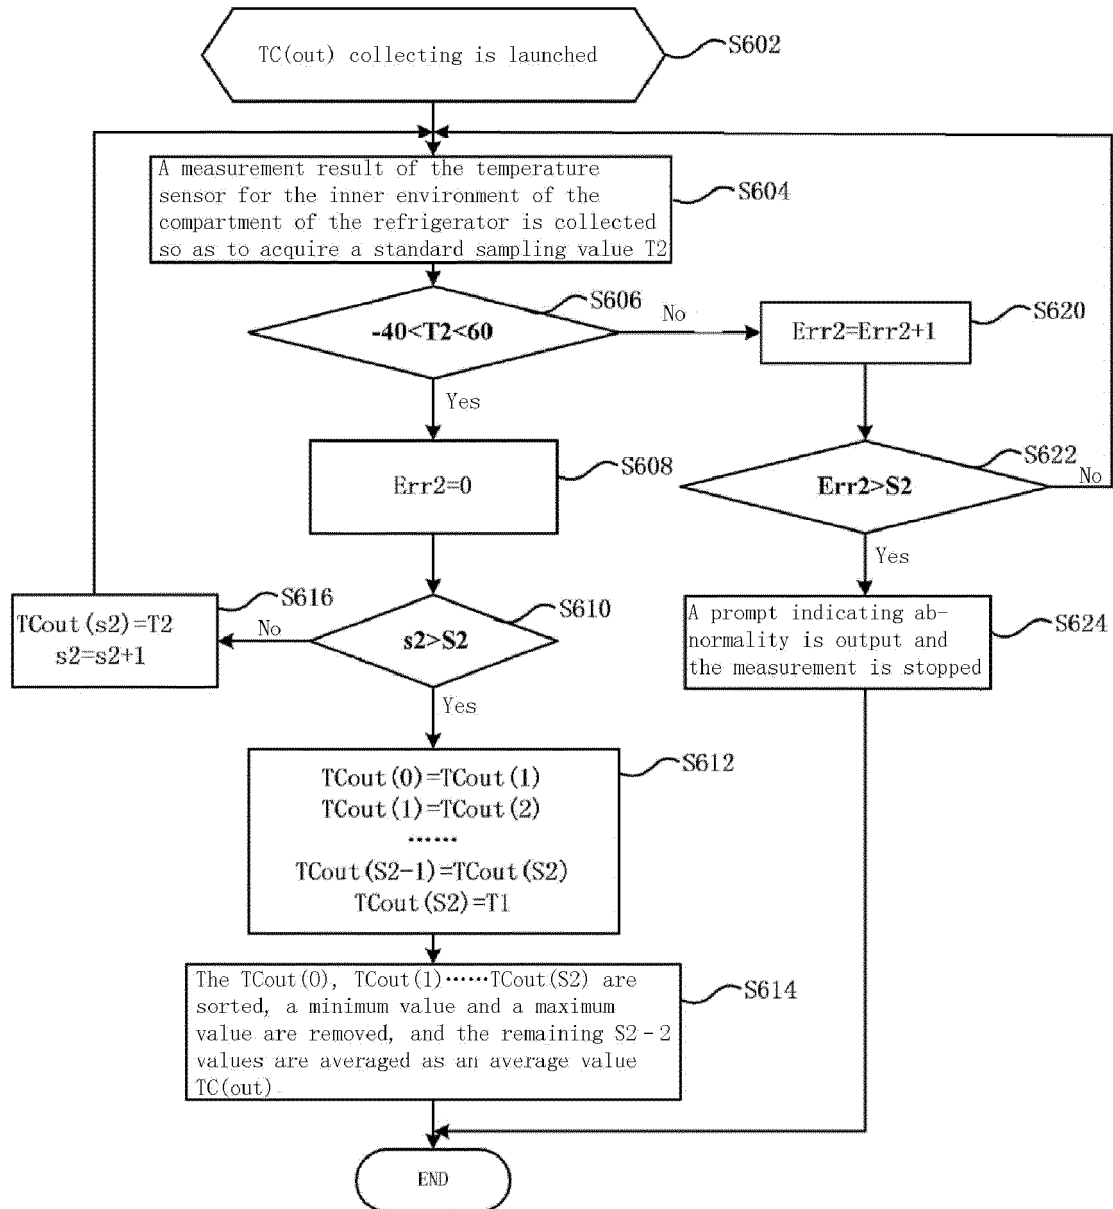 TC(out) collecting is launched
S602
A measurement result of the temperature
sensor for the inner environment of the
compartment of the refrigerator is collected
so as to acquire a standard sampling value T2
S604
-40<T2<60
S606
No
Err2=Err2+1
S620
Yes
Err2=0
S608
Err2>S2
S622
No
Yes
TCout(s2)=T2
s2=s2+1
S616
No
s2>S2
S610
A prompt indicating ab-
normality is output and
the measurement is stopped
S624
Yes
TCout(0)=TCout(1)
TCout(1)=TCout(2)
······
TCout(S2-1)=TCout(S2)
TCout(S2)=T1
S612
The TCout(0), TCout(1)······TCout(S2) are
sorted, a minimum value and a maximum
value are removed, and the remaining S2-2
values are averaged as an average value
TC(out)
S614
END